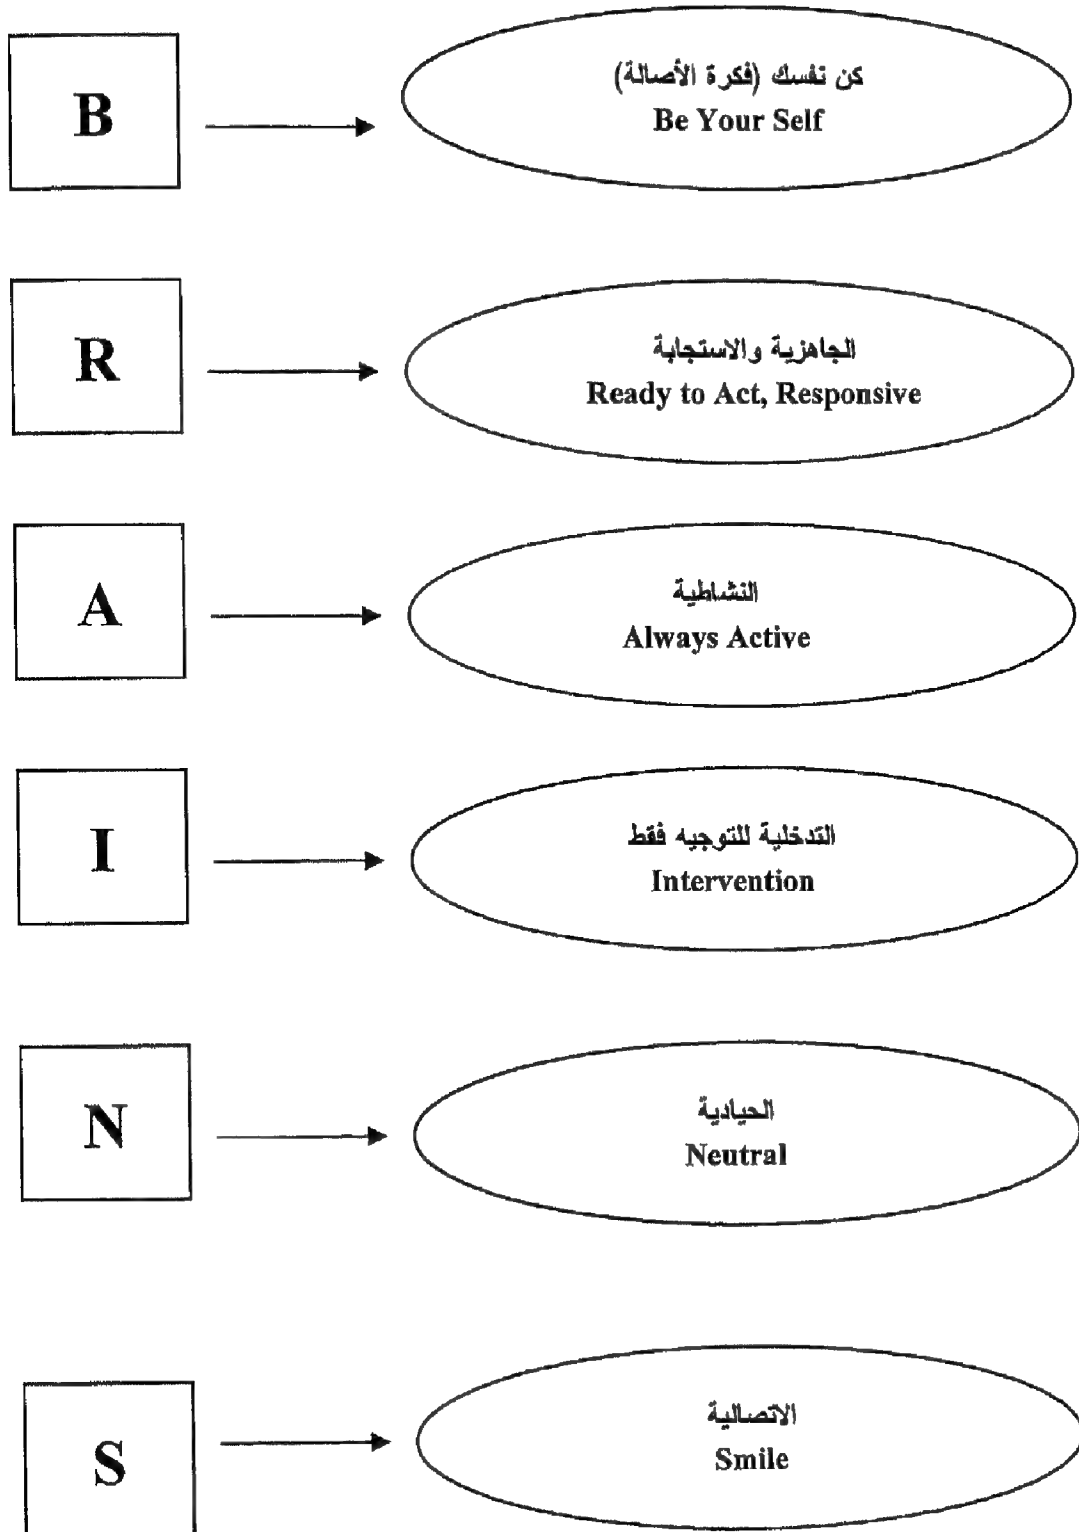 B
كن نفسك (فكرة الأصالة)
Be Your Self
R
الجاهزية والاستجابة
Ready to Act, Responsive
A
النشاطية
Always Active
I
التدخلية للتوجيه فقط
Intervention
N
الحيادية
Neutral
S
الاتصالية
Smile